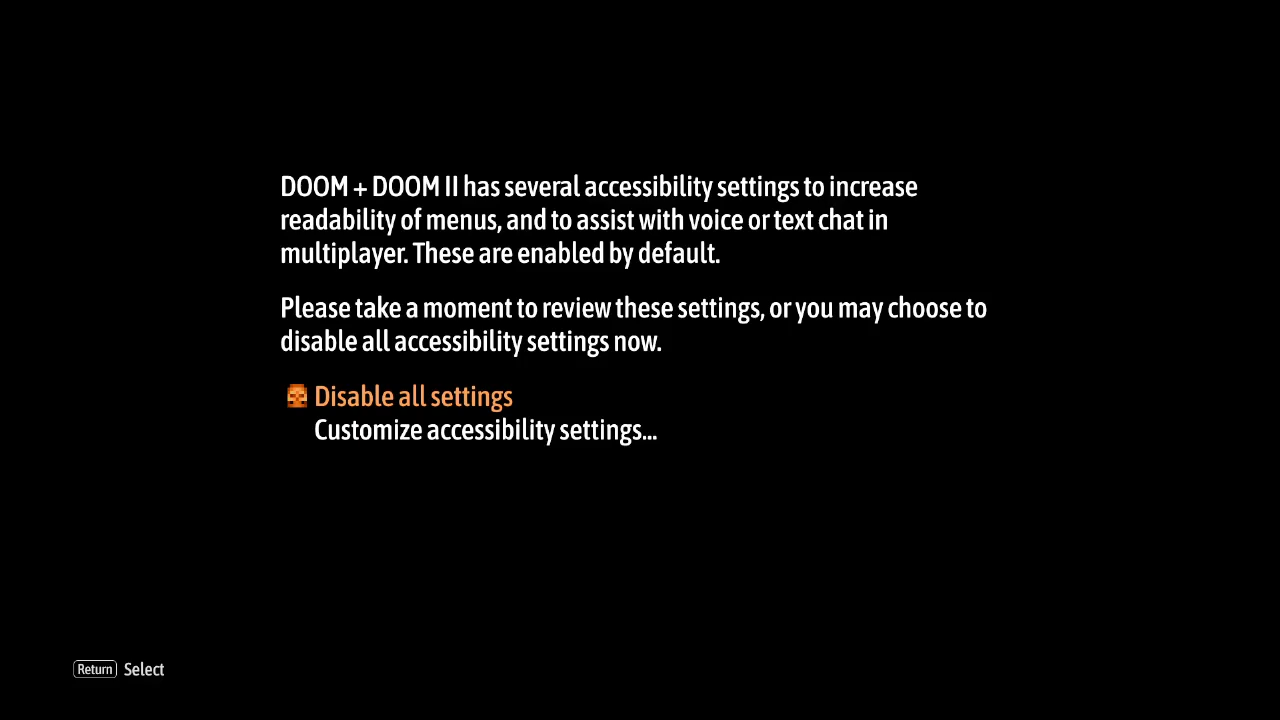 DOOM + DOOM II has several accessibility settings to increase
readability of menus, and to assist with voice or text chat in
multiplayer. These are enabled by default.
Please take a moment to review these settings, or you may choose to
disable all accessibility settings now.
Disable all settings
Customize accessibility settings...
Return Select